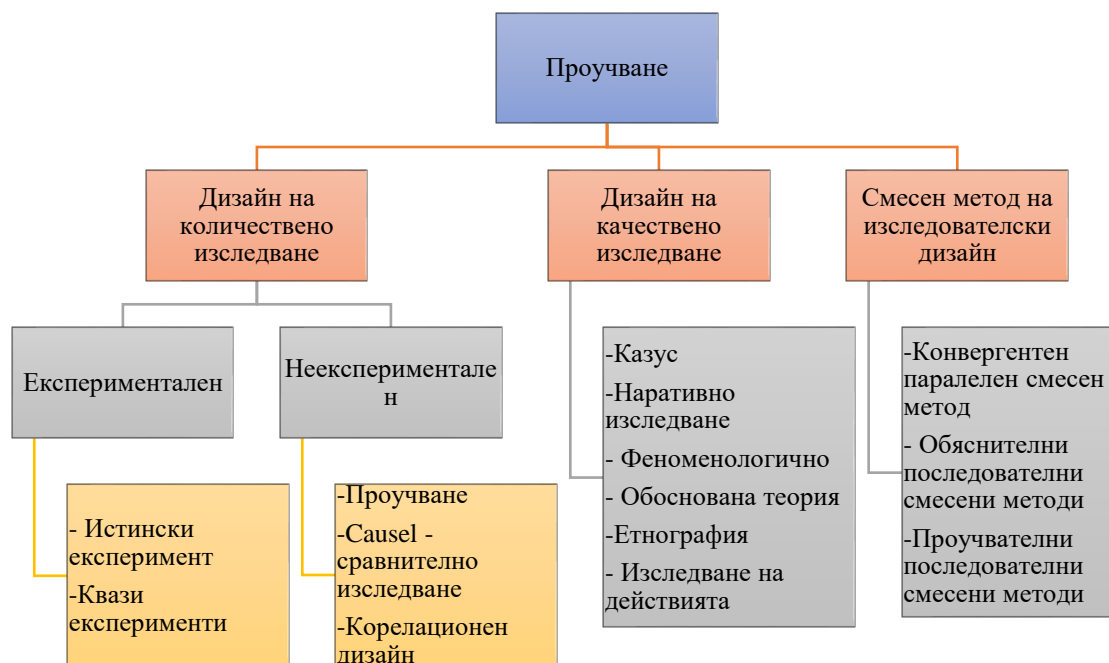 Проучване
Дизайн на
количествено
изследване
Дизайн на
качествено
изследване
Смесен метод на
изследователски
дизайн
Експериментален
Неекспериментале
н
- Истински
експеримент
-Квази
експерименти
-Проучване
-Causel -
сравнително
изследване
-Корелационен
дизайн
-Казус
-Наративно
изследване
- Феноменологично
- Обоснована теория
-Етнография
- Изследване на
действията
-Конвергентен
паралелен смесен
метод
- Обяснителни
последователни
смесени методи
-Проучвателни
последователни
смесени методи